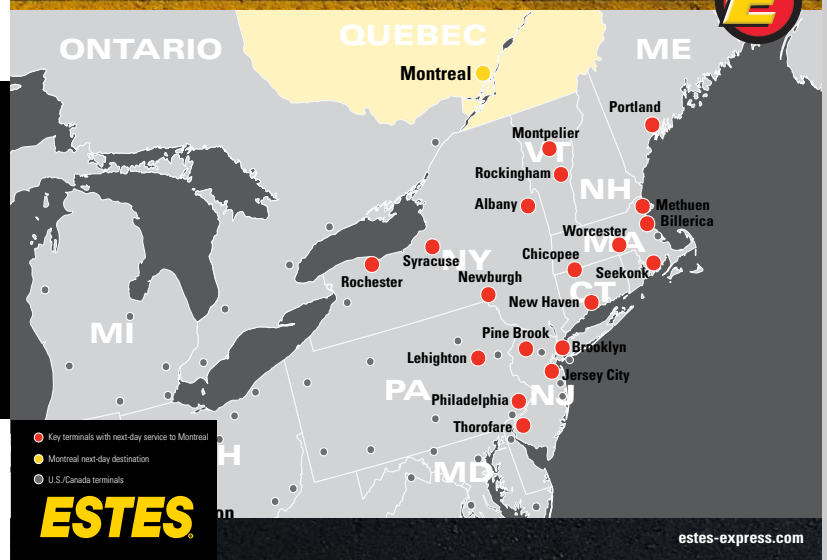 E
ONTARIO
QUEBEC
ME
Montreal
Portland
Montpelier
VT
Rockingham
NH
Albany
Methuen
Billerica
Worcester
MA
Syracuse
NY
Chicopee
Seekonk
Rochester
Newburgh
CT
New Haven
MI
Pine Brook
Brooklyn
Lehighton
Jersey City
PA
NJ
Philadelphia
Thorofare
H
MD
on
Key terminals with next-day service to Montreal
Montreal next-day destination
U.S./Canada terminals
ESTES
estes-express.com